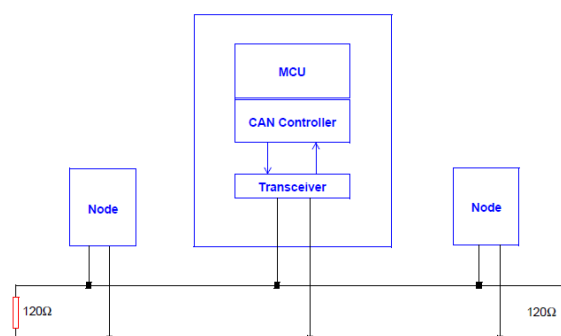 MCU
CAN Controller
Transceiver
Node
Node
120Ω
120Ω